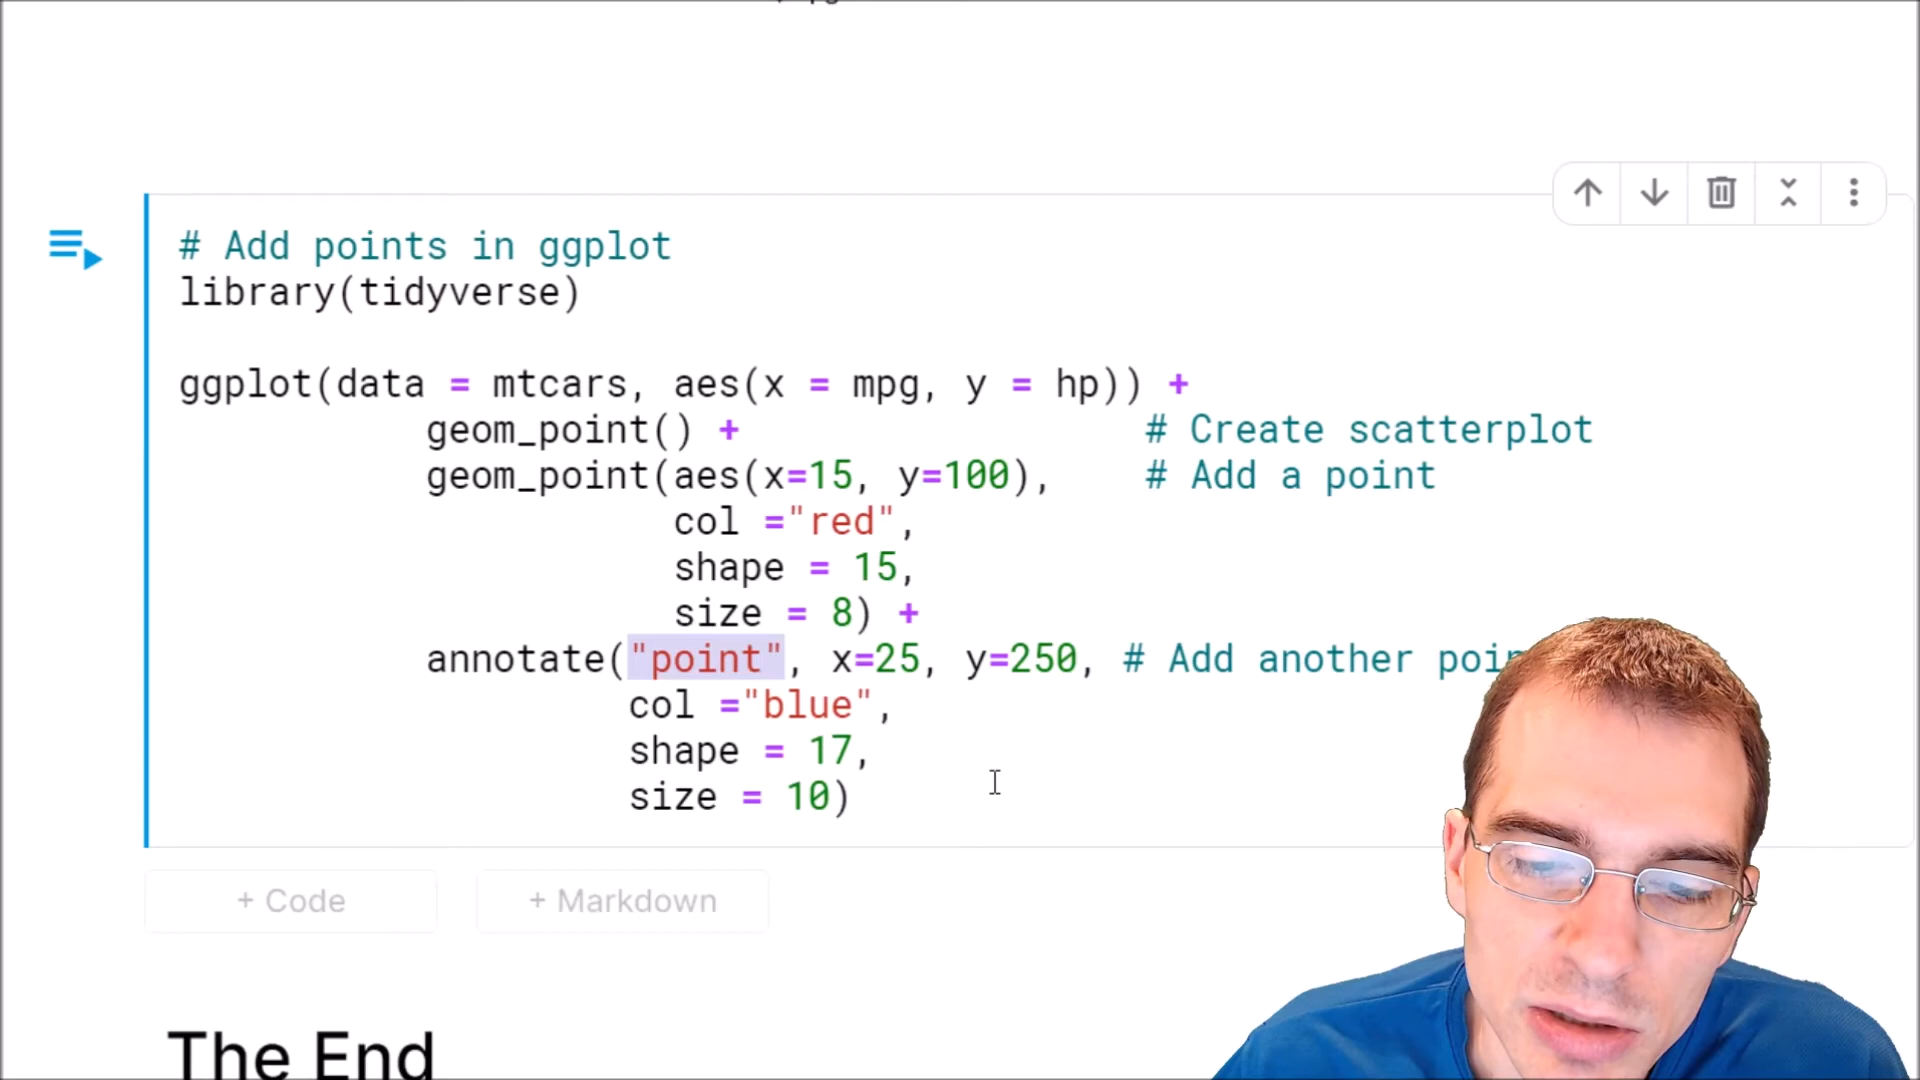 # Add points in ggplot
library(tidyverse)
ggplot(data = mtcars, aes(x = mpg, y = hp)) +
geom_point() + # Create scatterplot
geom_point(aes(x=15, y=100), # Add a point
col ="red",
shape = 15,
size = 8) +
annotate("point", x=25, y=250, # Add another
col ="blue",
shape = 17,
size = 10)
+ Code + Markdown
The End